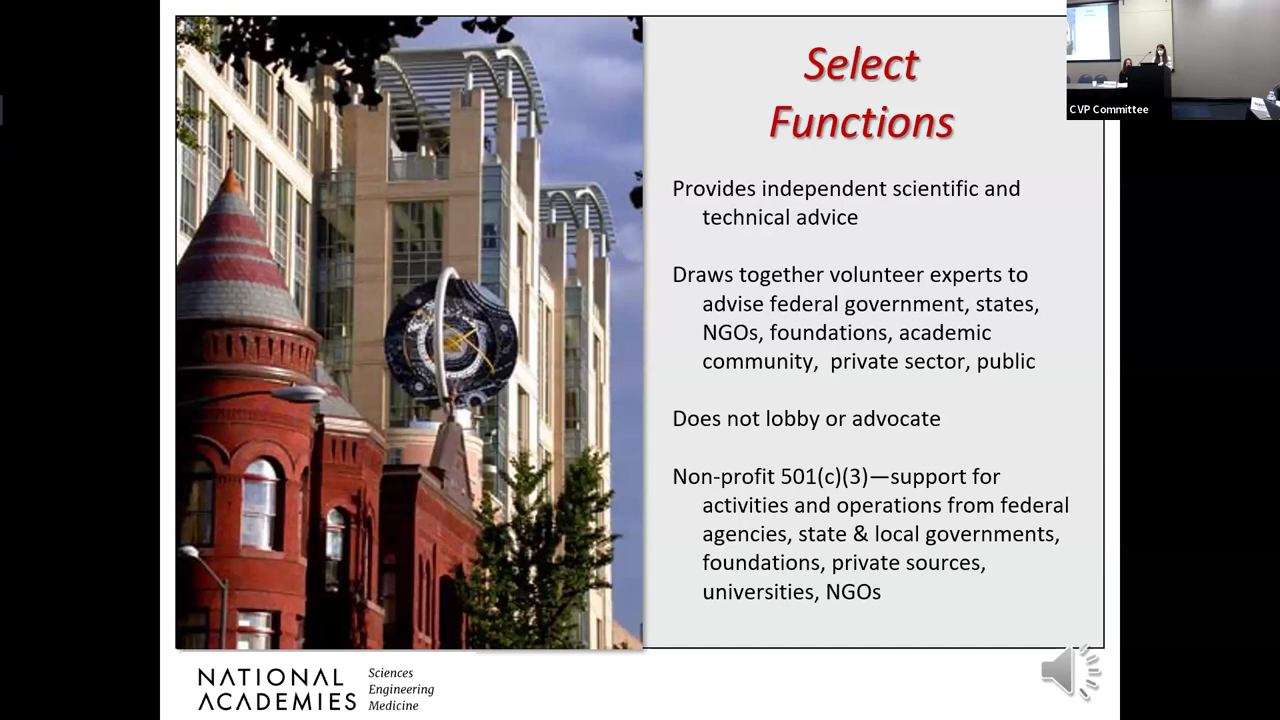 Select
Functions
CVP Committee
Provides independent scientific and
technical advice
Draws together volunteer experts to
advise federal government, states,
NGOs, foundations, academic
community,  private sector, public
Does not lobby or advocate
Non-profit 501(c)(3)—support for
activities and operations from federal
agencies, state & local governments,
foundations, private sources,
universities, NGOs
NATIONAL
ACADEMIES
Sciences
Engineering
Medicine